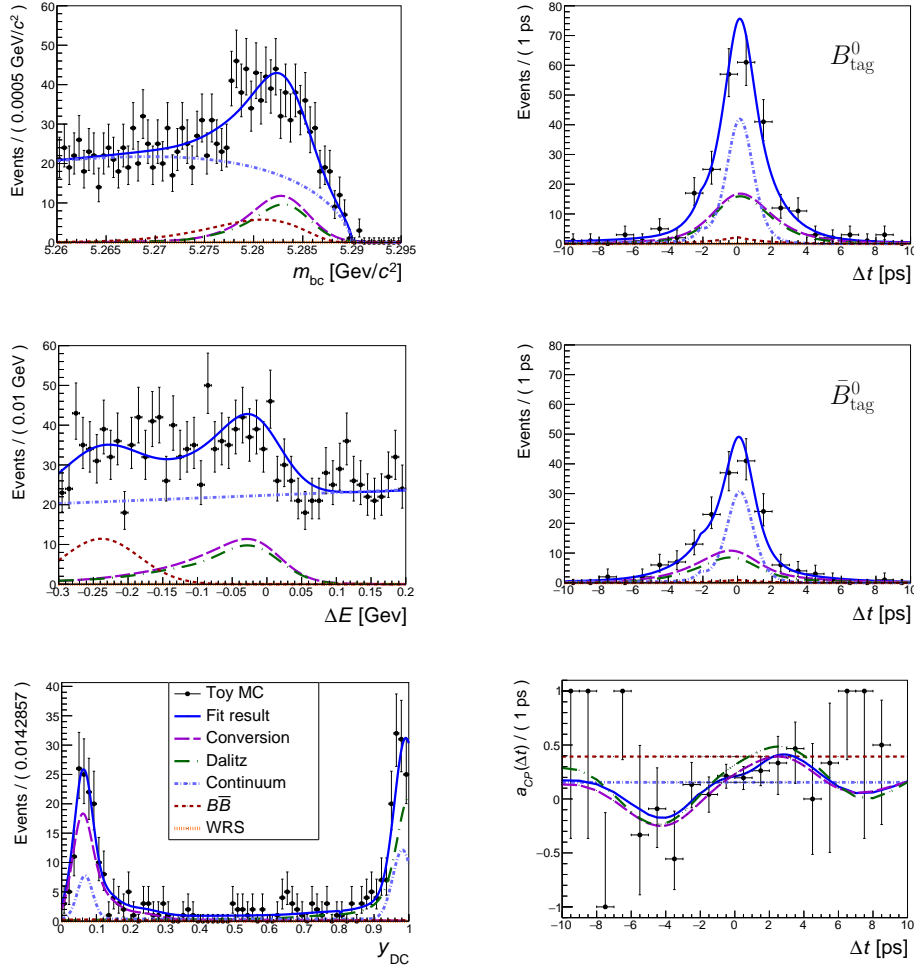 Events / ( 0.0005 GeV/c²)
60
50
40
30
20
10
0
5.26 5.265 5.27 5.275 5.28 5.285 5.29 5.295
m_bc [Gev/c²]
Events / ( 1 ps)
80
70
60
50
40
30
20
10
0
B⁰_tag
−10 −8 −6 −4 −2 0 2 4 6 8 10
Δt [ps]
Events / ( 0.01 GeV)
60
50
40
30
20
10
0
-0.3 -0.25 -0.2 -0.15 -0.1 -0.05 0 0.05 0.1 0.15 0.2
ΔE [Gev]
Events / ( 1 ps)
80
70
60
50
40
30
20
10
0
B̄⁰_tag
−10 −8 −6 −4 −2 0 2 4 6 8 10
Δt [ps]
Events / ( 0.0142857)
40
35
30
25
20
15
10
5
0
Toy MC
Fit result
Conversion
Dalitz
Continuum
BB̄
WRS
0 0.1 0.2 0.3 0.4 0.5 0.6 0.7 0.8 0.9 1
y_DC
a_CP(Δt) / ( 1 ps)
1
0.5
0
−0.5
−1
−10 −8 −6 −4 −2 0 2 4 6 8 10
Δt [ps]